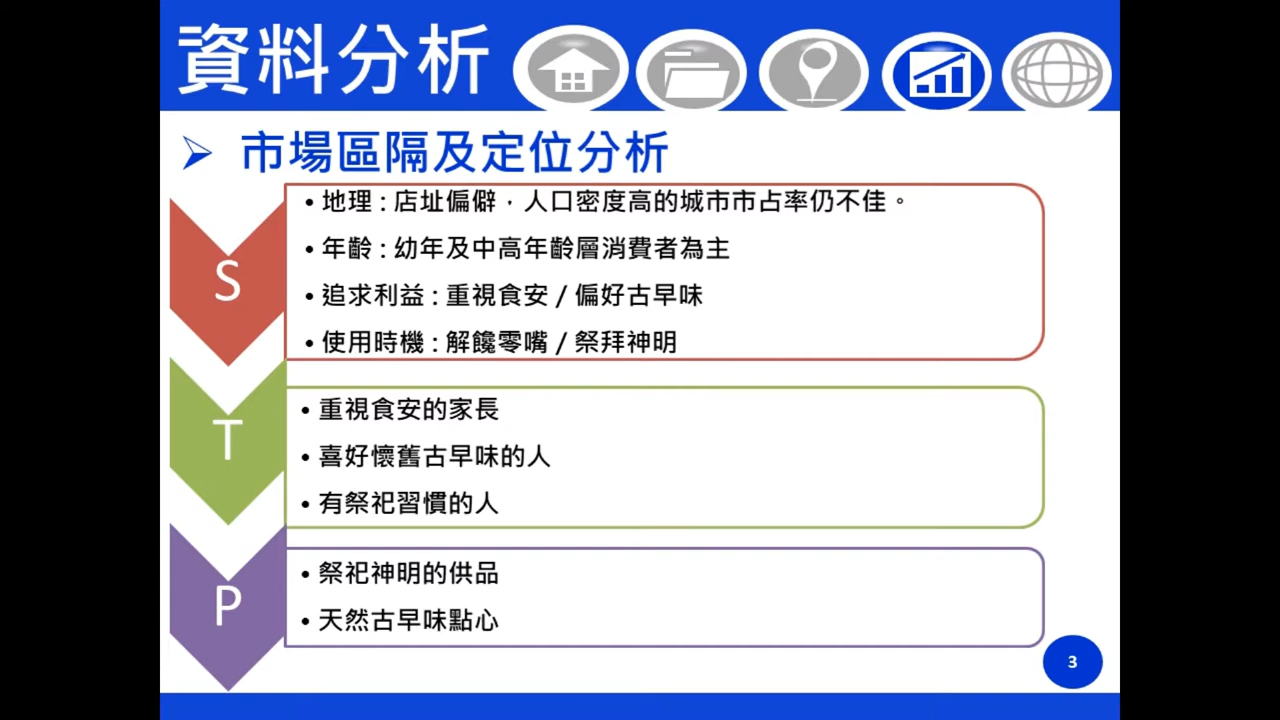 資料分析
➢ 市場區隔及定位分析
S
• 地理 : 店址偏僻，人口密度高的城市市占率仍不佳。
• 年齡 : 幼年及中高年齡層消費者為主
• 追求利益 : 重視食安 / 偏好古早味
• 使用時機 : 解饞零嘴 / 祭拜神明
T
• 重視食安的家長
• 喜好懷舊古早味的人
• 有祭祀習慣的人
P
• 祭祀神明的供品
• 天然古早味點心
3